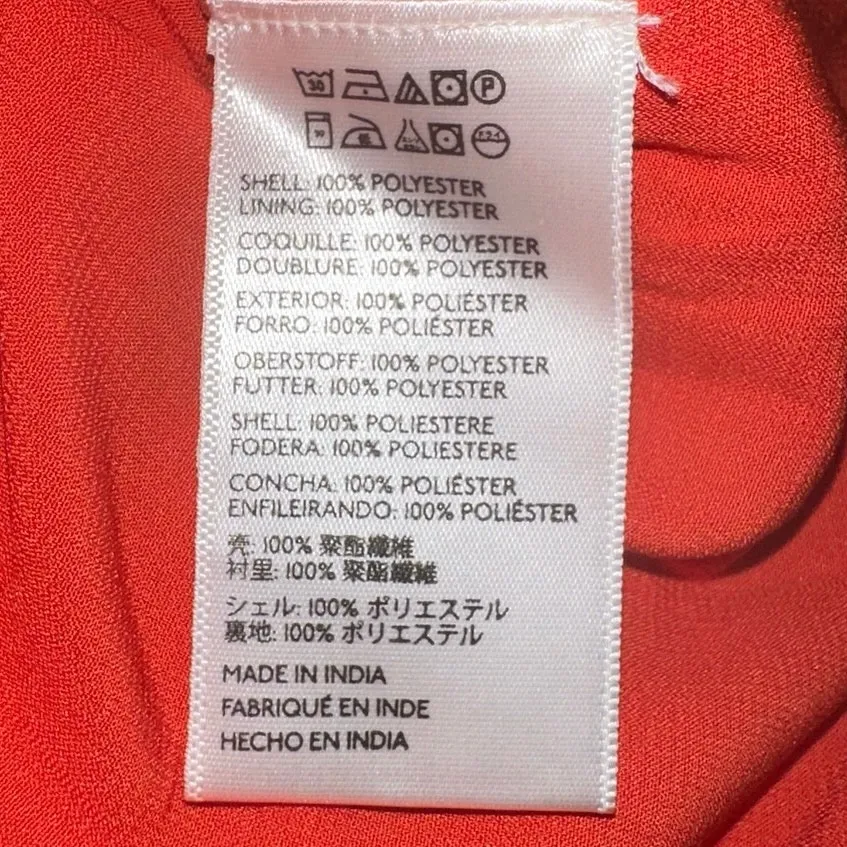 30 P
SHELL: 100% POLYESTER
LINING: 100% POLYESTER
COQUILLE: 100% POLYESTER
DOUBLURE: 100% POLYESTER
EXTERIOR: 100% POLIÉSTER
FORRO: 100% POLIÉSTER
OBERSTOFF: 100% POLYESTER
FUTTER: 100% POLYESTER
SHELL: 100% POLIESTERE
FODERA: 100% POLIESTERE
CONCHA: 100% POLIÉSTER
ENFILEIRANDO: 100% POLIÉSTER
壳: 100% 聚酯纖維
衬里: 100% 聚酯纖維
シェル: 100% ポリエステル
裏地: 100% ポリエステル
MADE IN INDIA
FABRIQUÉ EN INDE
HECHO EN INDIA